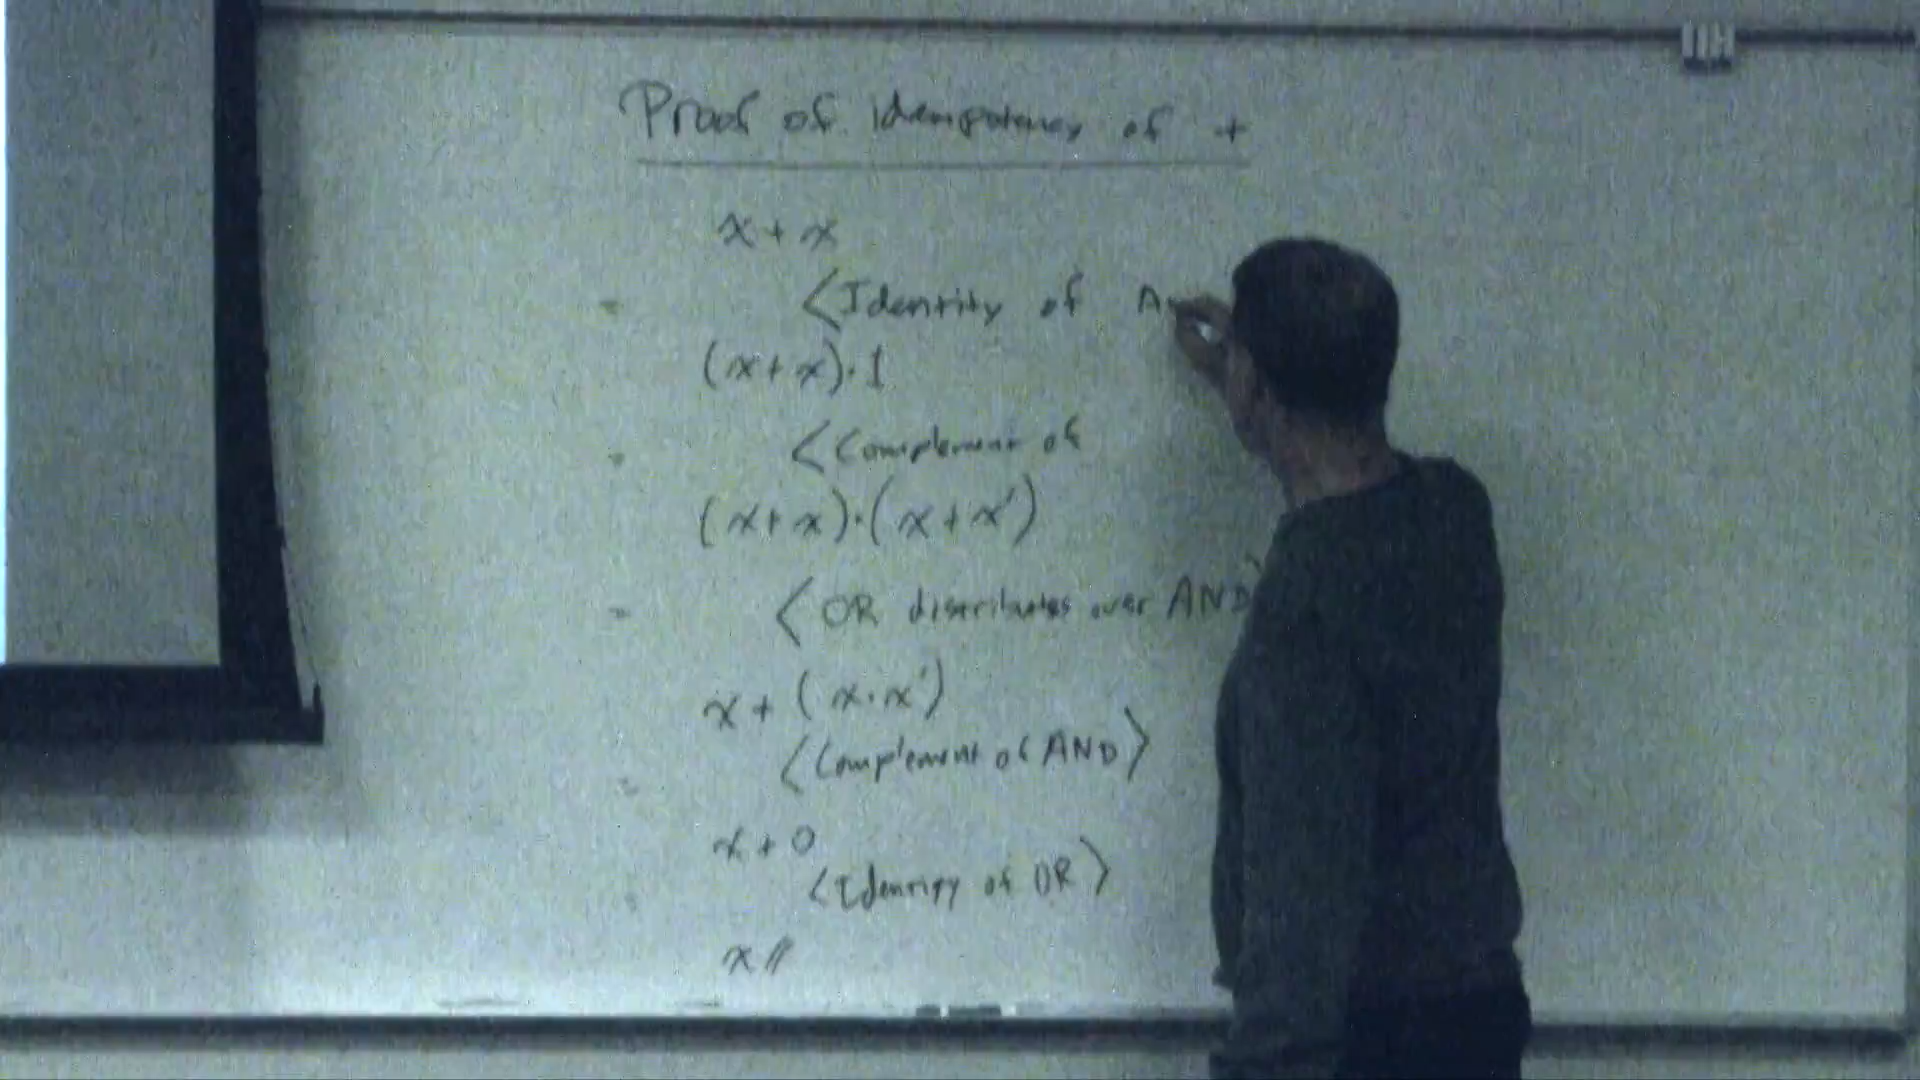 Proof of idempotency of +
x + x
= <Identity of A
(x + x)·1
= <Complement of
(x + x)·(x + x')
= <OR distributes over AND>
x + (x·x')
= <Complement of AND>
x + 0
= <Identity of OR>
x //